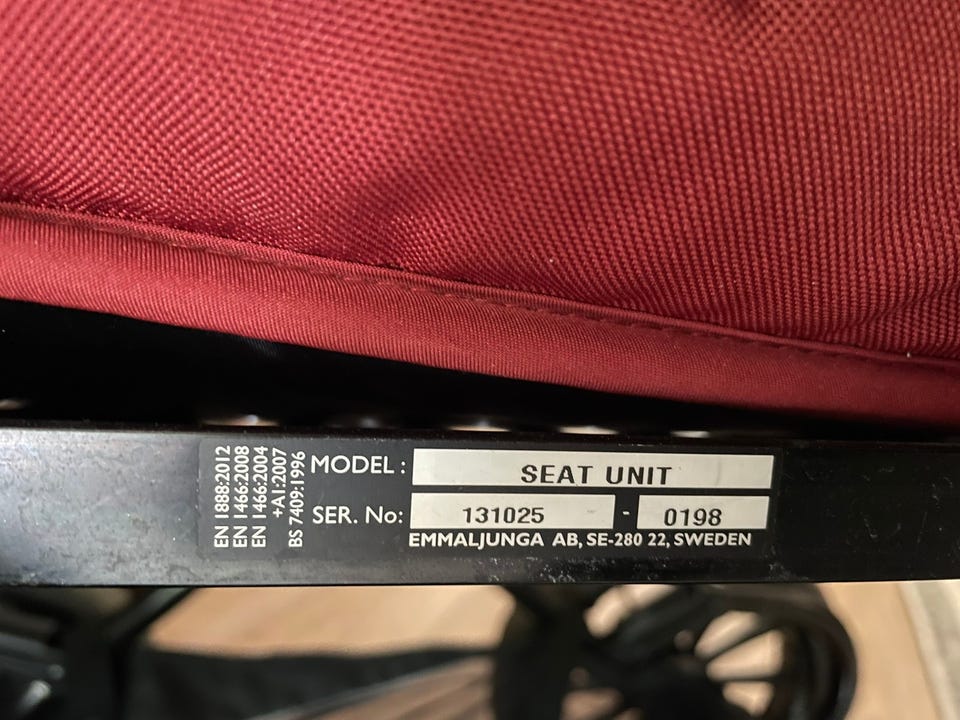 EN 1888:2012
EN 1466:2008
EN 1466:2004
+A1:2007
BS 7409:1996
MODEL : SEAT UNIT
SER. No: 131025 - 0198
EMMALJUNGA AB, SE-280 22, SWEDEN